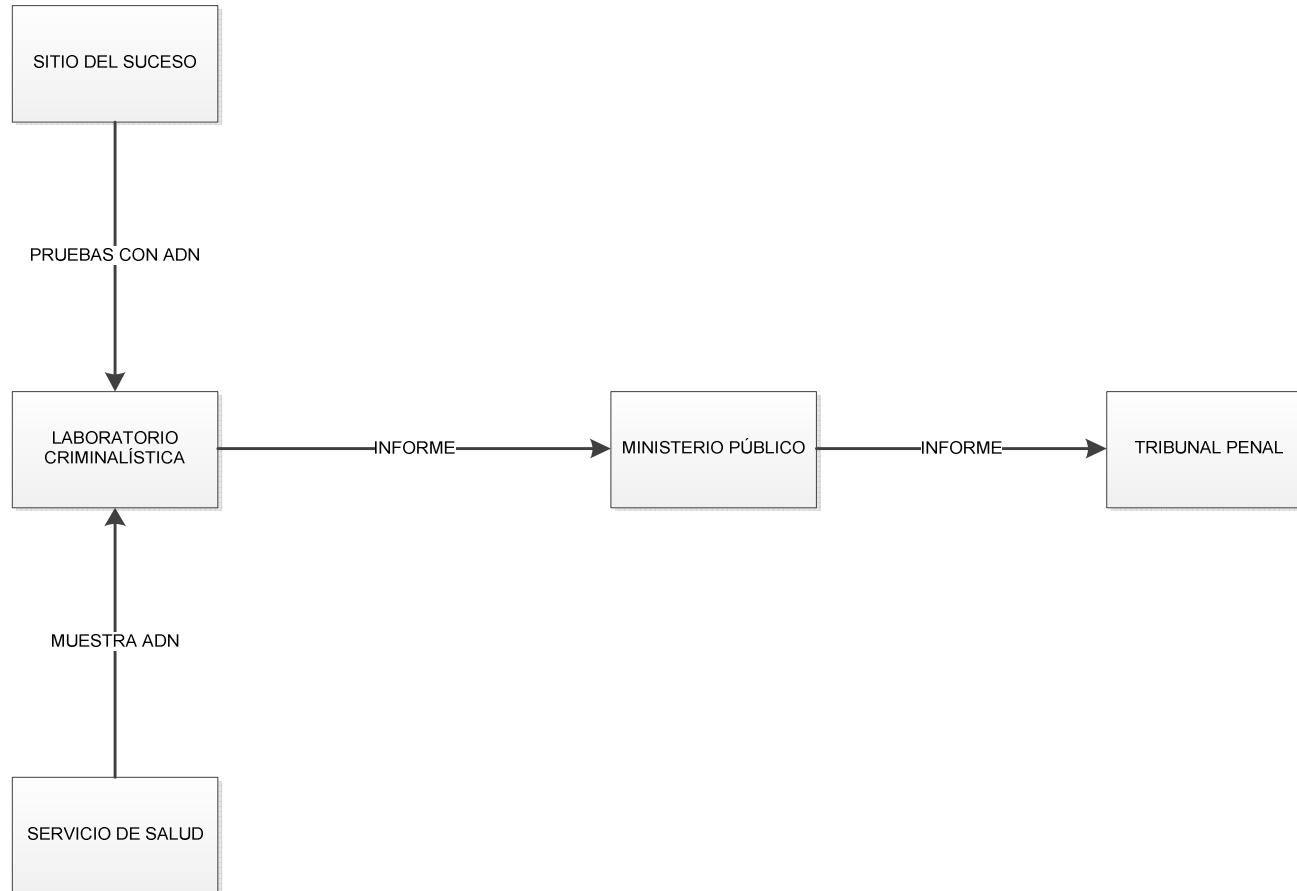 SITIO DEL SUCESO
PRUEBAS CON ADN
LABORATORIO
CRIMINALÍSTICA
INFORME
MINISTERIO PÚBLICO
INFORME
TRIBUNAL PENAL
MUESTRA ADN
SERVICIO DE SALUD